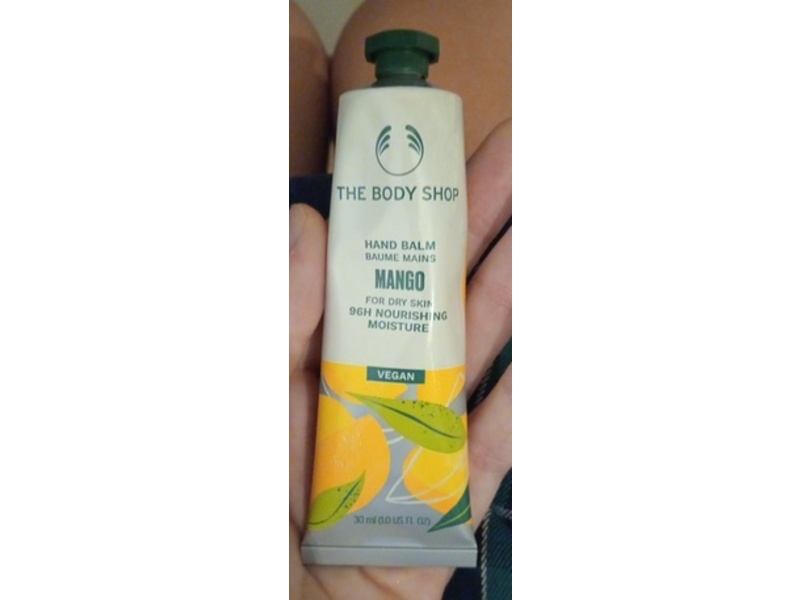 THE BODY SHOP
HAND BALM
BAUME MAINS
MANGO
FOR DRY SKIN
96H NOURISHING
MOISTURE
VEGAN
30 ml (1.0 US FL OZ)